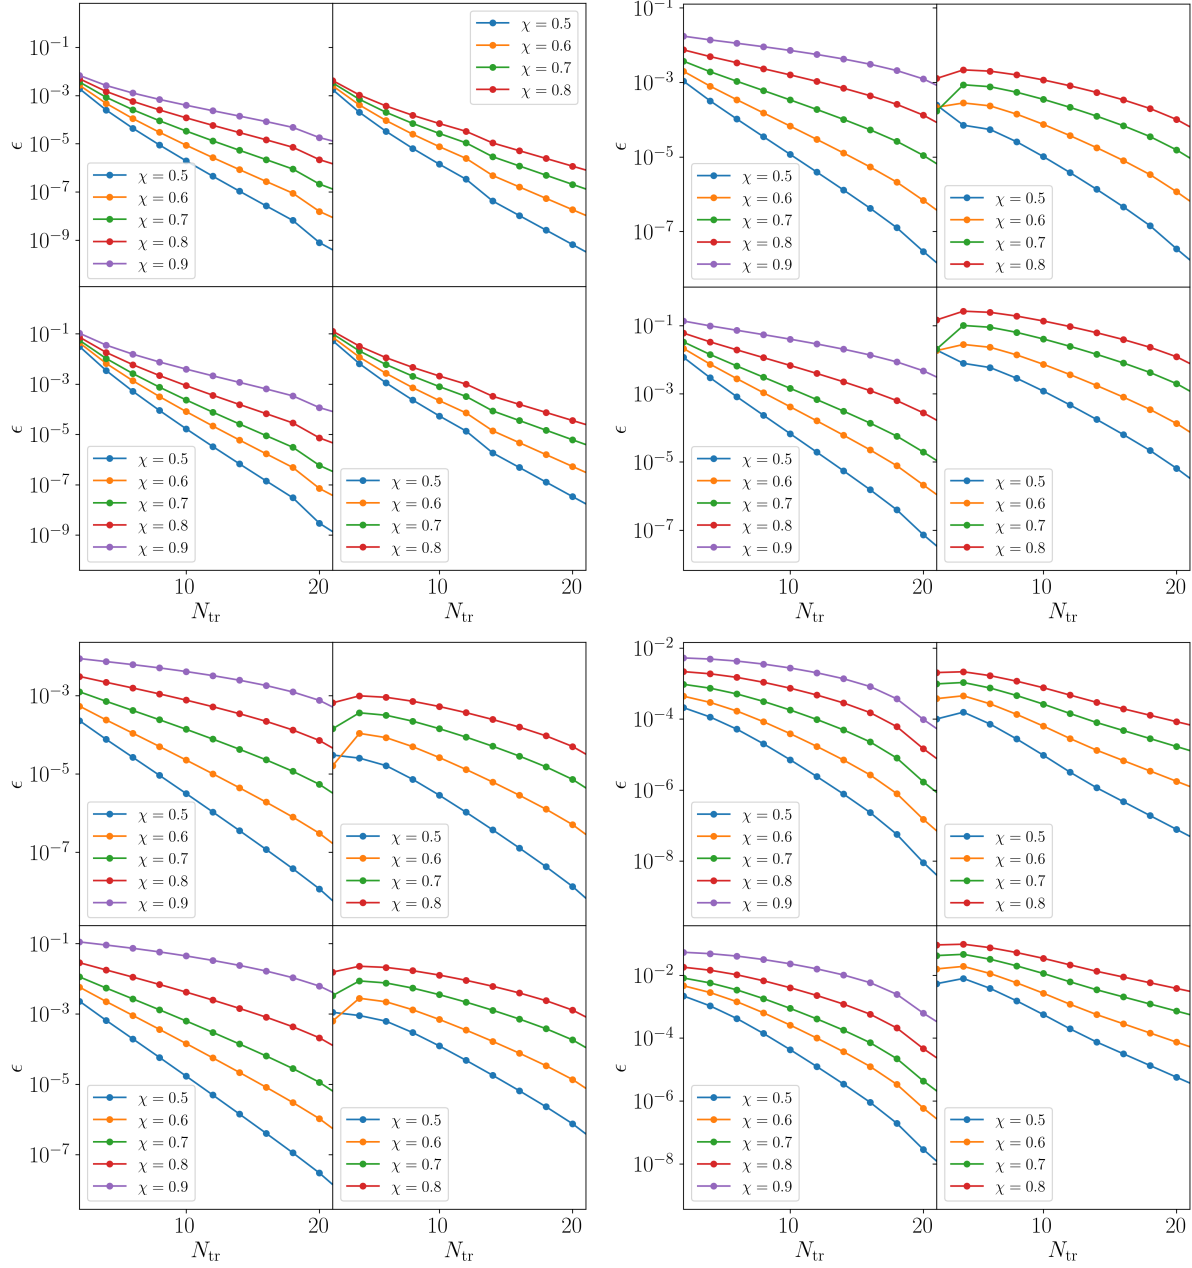 10⁻¹
10⁻³
10⁻⁵
10⁻⁷
10⁻⁹
ϵ
χ = 0.5
χ = 0.6
χ = 0.7
χ = 0.8
χ = 0.9
χ = 0.5
χ = 0.6
χ = 0.7
χ = 0.8
10⁻¹
10⁻³
10⁻⁵
10⁻⁷
10⁻⁹
ϵ
χ = 0.5
χ = 0.6
χ = 0.7
χ = 0.8
χ = 0.9
χ = 0.5
χ = 0.6
χ = 0.7
χ = 0.8
10 20 10 20
N_tr N_tr
10⁻¹
10⁻³
10⁻⁵
10⁻⁷
ϵ
χ = 0.5
χ = 0.6
χ = 0.7
χ = 0.8
χ = 0.9
χ = 0.5
χ = 0.6
χ = 0.7
χ = 0.8
10⁻¹
10⁻³
10⁻⁵
10⁻⁷
ϵ
χ = 0.5
χ = 0.6
χ = 0.7
χ = 0.8
χ = 0.9
χ = 0.5
χ = 0.6
χ = 0.7
χ = 0.8
10 20 10 20
N_tr N_tr
10⁻³
10⁻⁵
10⁻⁷
ϵ
χ = 0.5
χ = 0.6
χ = 0.7
χ = 0.8
χ = 0.9
χ = 0.5
χ = 0.6
χ = 0.7
χ = 0.8
10⁻¹
10⁻³
10⁻⁵
10⁻⁷
ϵ
χ = 0.5
χ = 0.6
χ = 0.7
χ = 0.8
χ = 0.9
χ = 0.5
χ = 0.6
χ = 0.7
χ = 0.8
10 20 10 20
N_tr N_tr
10⁻²
10⁻⁴
10⁻⁶
10⁻⁸
ϵ
χ = 0.5
χ = 0.6
χ = 0.7
χ = 0.8
χ = 0.9
χ = 0.5
χ = 0.6
χ = 0.7
χ = 0.8
10⁻²
10⁻⁴
10⁻⁶
10⁻⁸
ϵ
χ = 0.5
χ = 0.6
χ = 0.7
χ = 0.8
χ = 0.9
χ = 0.5
χ = 0.6
χ = 0.7
χ = 0.8
10 20 10 20
N_tr N_tr